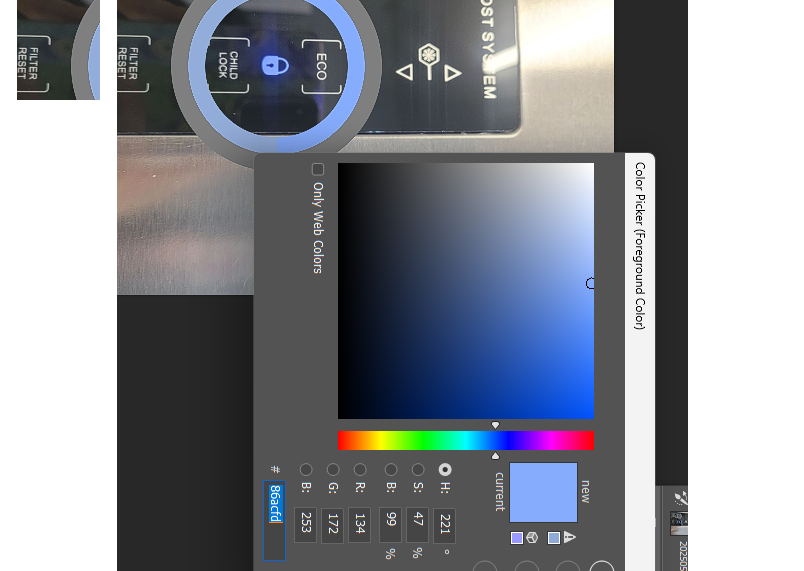 FILTER
RESET
FILTER
RESET
CHILD
LOCK
ECO
OST SYSTEM
Color Picker (Foreground Color)
Only Web Colors
new
current
H: 221 °
S: 47 %
B: 99 %
R: 134
G: 172
B: 253
# 86acfd
202505